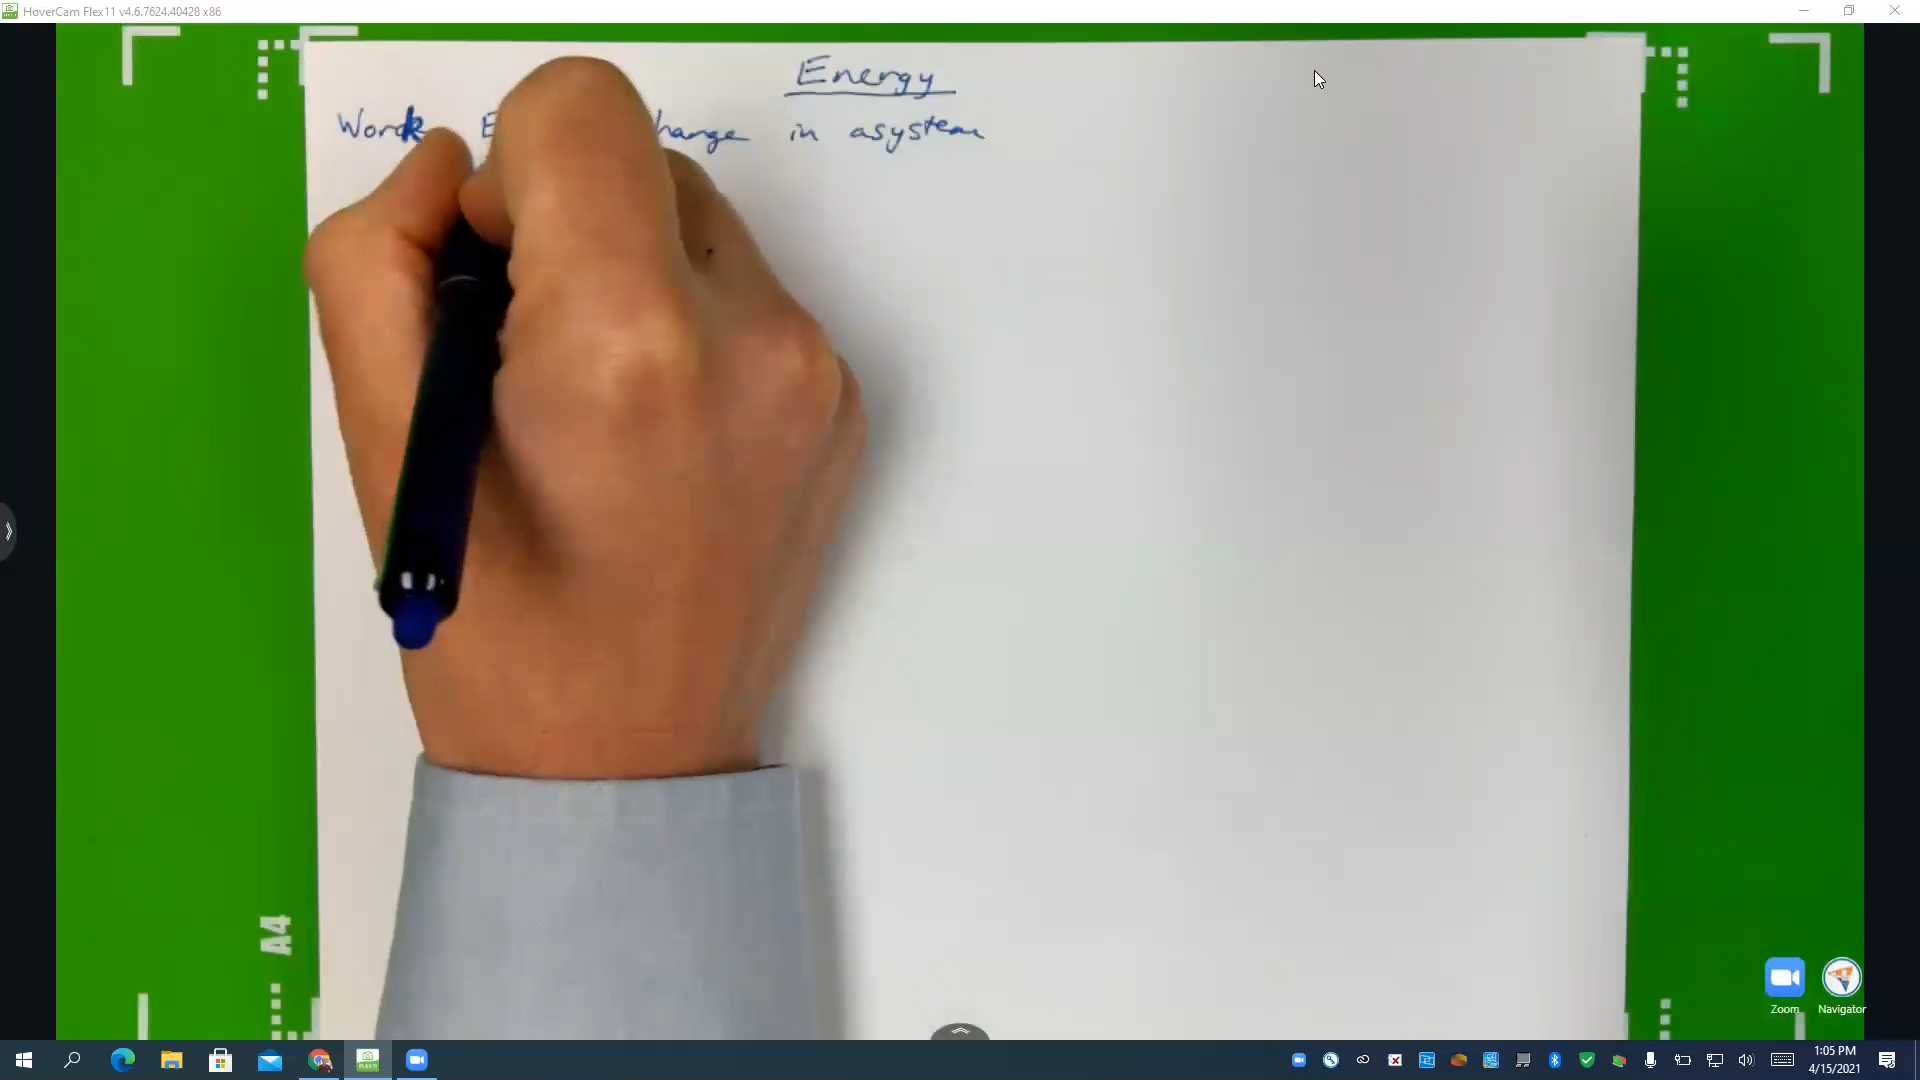 HoverCam Flex11 v4.6.7624.40428 x86
Energy
Work in asystem
A4
Zoom Navigator
1:05 PM
4/15/2021